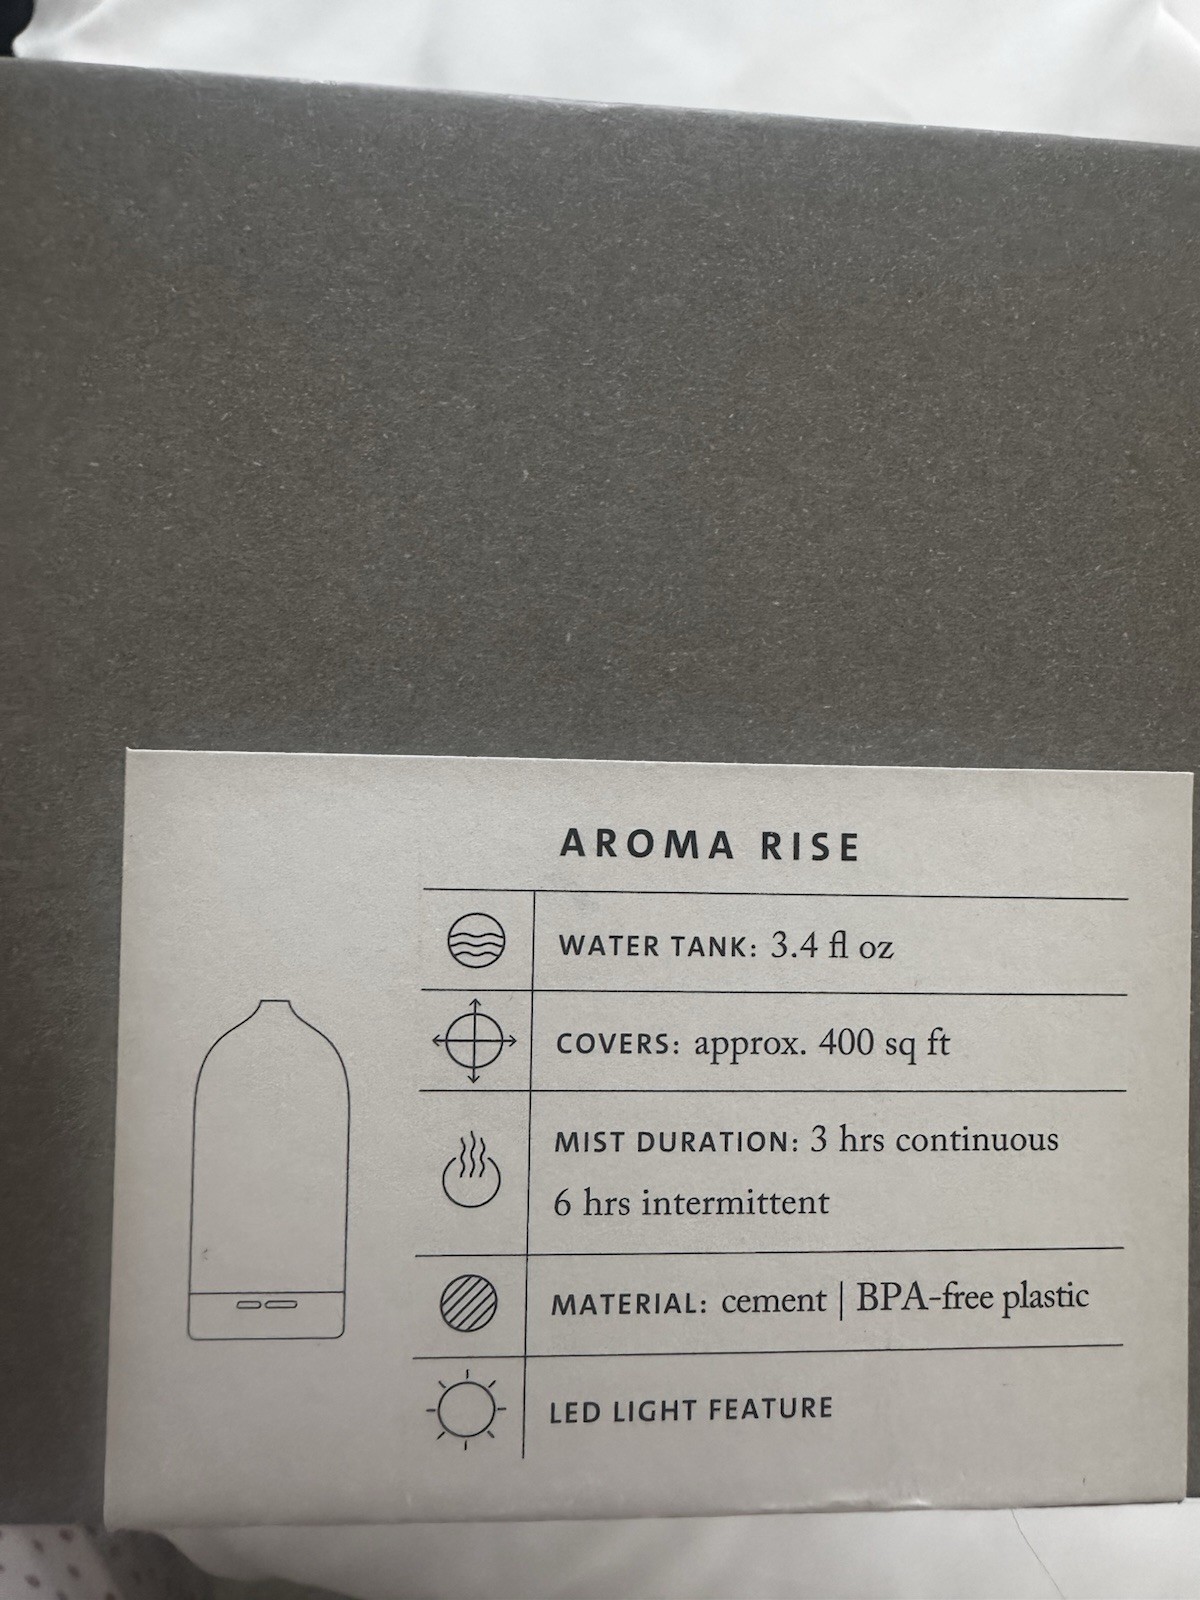 AROMA RISE
WATER TANK: 3.4 fl oz
COVERS: approx. 400 sq ft
MIST DURATION: 3 hrs continuous
6 hrs intermittent
MATERIAL: cement | BPA-free plastic
LED LIGHT FEATURE